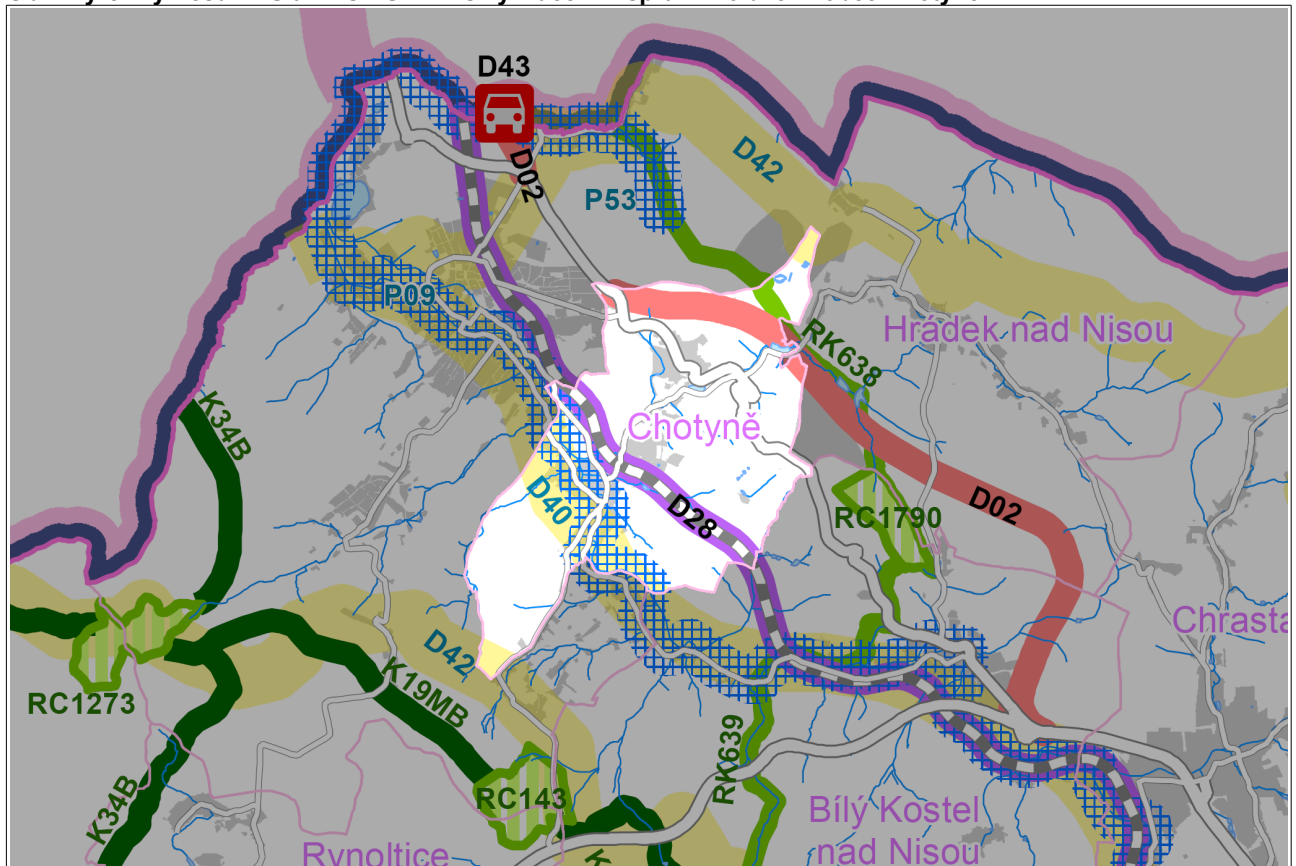 D43
D02
D42
P53
P09
Hrádek nad Nisou
RK638
K34B
Chotyně
D40
D28
D02
RC1790
Chrasta
D42
K19MB
RC1273
RK639
RC143
K34B
Bílý Kostel
nad Nisou
Rynoltice
K